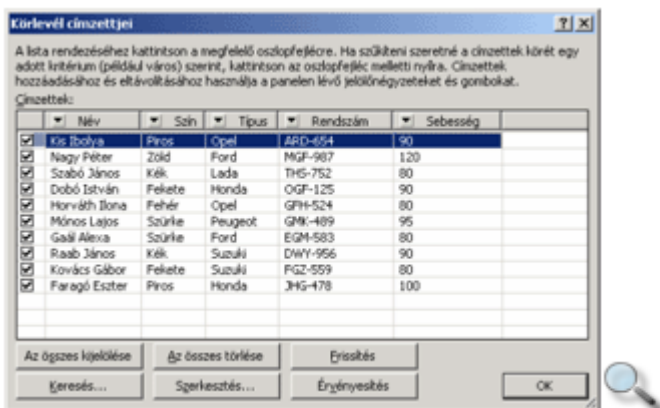 Körlevél címzettjei
A lista rendezéséhez kattintson a megfelelő oszlopfejlécre. Ha szűkíteni szeretné a címzettek körét egy
adott kritérium (például város) szerint, kattintson az oszlopfejléc melletti nyílra. Címzettek
hozzáadásához és eltávolításához használja a panelen lévő jelölőnégyzeteket és gombokat.
Címzettek:
Név Szín Típus Rendszám Sebesség
Kis Ibolya Piros Opel ARD-654 90
Nagy Péter Zöld Ford MGF-987 120
Szabó János Kék Lada THS-752 80
Dobó István Fekete Honda OGF-125 90
Horváth Ilona Fehér Opel GFH-524 80
Mónos Lajos Szürke Peugeot GMK-489 95
Gaál Alexa Szürke Ford EGM-583 80
Raab János Kék Suzuki DWY-956 90
Kovács Gábor Fekete Suzuki FGZ-559 80
Faragó Eszter Piros Honda JHG-478 100
Az összes kijelölése Az összes törlése Frissítés
Keresés... Szerkesztés... Érvényesítés OK